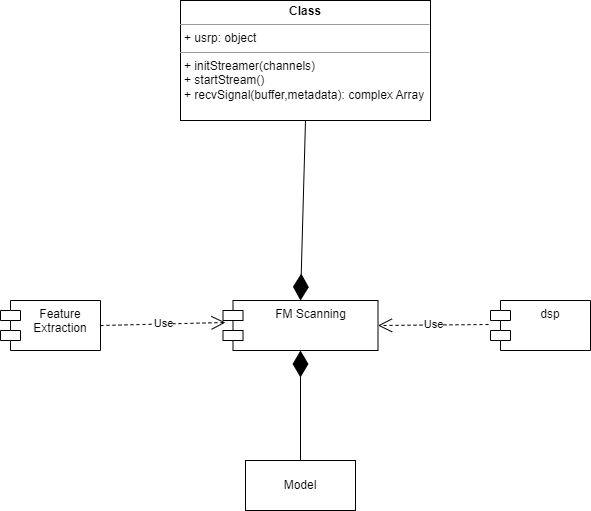 Class
+ usrp: object
+ initStreamer(channels)
+ startStream()
+ recvSignal(buffer,metadata): complex Array
Feature
Extraction
Use
FM Scanning
Use
dsp
Model